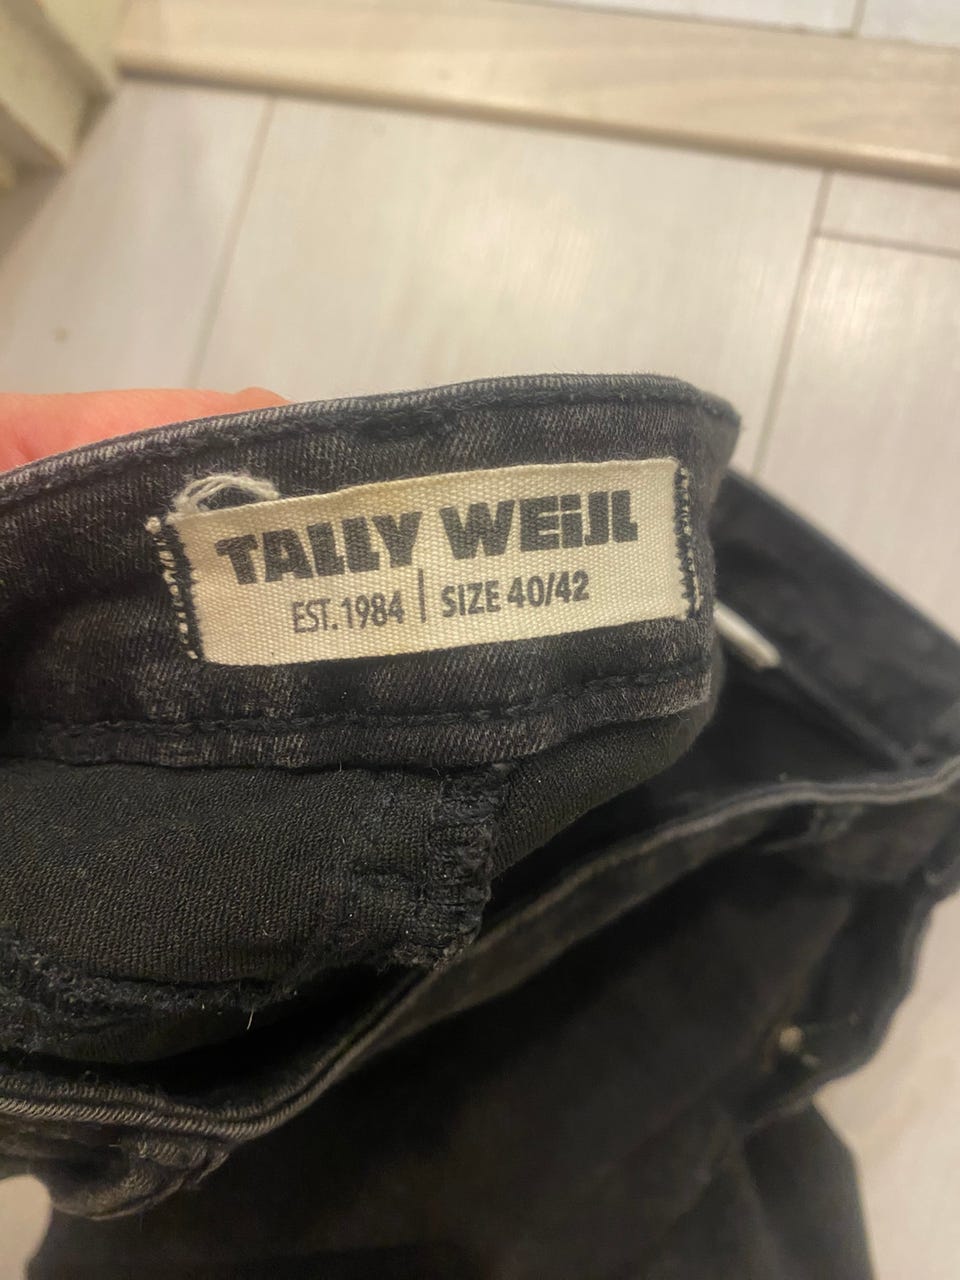 TALLY WEiJL
EST. 1984 | SIZE 40/42